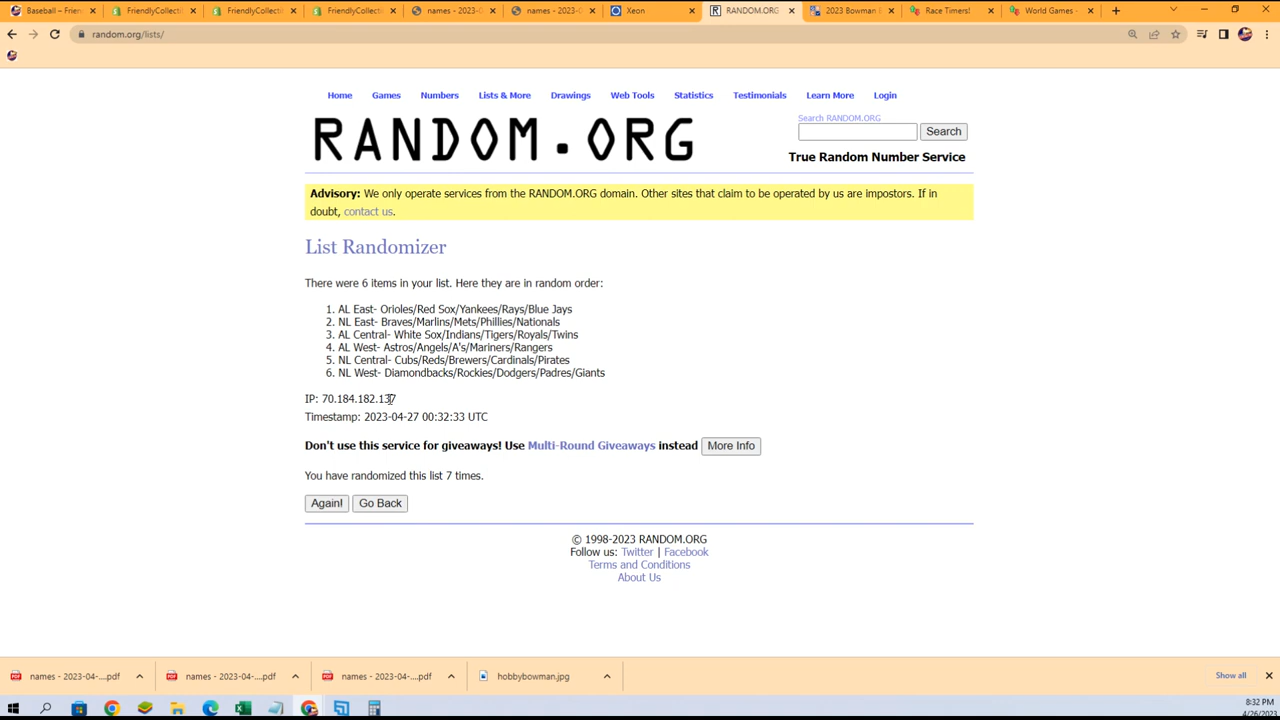 Baseball – Frien
FriendlyCollecti
FriendlyCollecti
FriendlyCollecti
names - 2023-0
names - 2023-0
Xeon
RANDOM.ORG
2023 Bowman
Race Timers!
World Games -
random.org/lists/
Home Games Numbers Lists & More Drawings Web Tools Statistics Testimonials Learn More Login
RANDOM.ORG
Search RANDOM.ORG
Search
True Random Number Service
Advisory: We only operate services from the RANDOM.ORG domain. Other sites that claim to be operated by us are impostors. If in
doubt, contact us.
List Randomizer
There were 6 items in your list. Here they are in random order:
1. AL East- Orioles/Red Sox/Yankees/Rays/Blue Jays
2. NL East- Braves/Marlins/Mets/Phillies/Nationals
3. AL Central- White Sox/Indians/Tigers/Royals/Twins
4. AL West- Astros/Angels/A's/Mariners/Rangers
5. NL Central- Cubs/Reds/Brewers/Cardinals/Pirates
6. NL West- Diamondbacks/Rockies/Dodgers/Padres/Giants
IP: 70.184.182.137
Timestamp: 2023-04-27 00:32:33 UTC
Don't use this service for giveaways! Use Multi-Round Giveaways instead More Info
You have randomized this list 7 times.
Again! Go Back
© 1998-2023 RANDOM.ORG
Follow us: Twitter | Facebook
Terms and Conditions
About Us
names - 2023-04-....pdf
names - 2023-04-....pdf
names - 2023-04-....pdf
hobbybowman.jpg
Show all
8:32 PM
4/26/2023